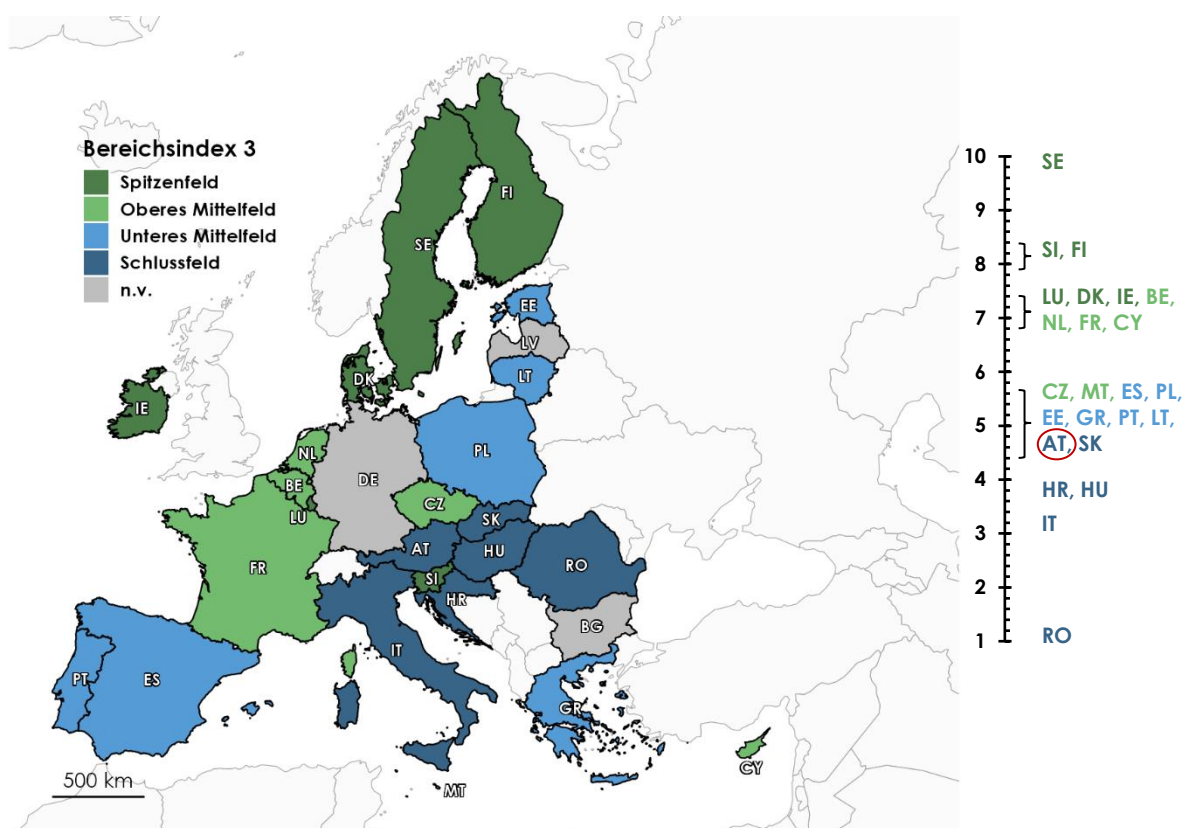 Bereichsindex 3
Spitzenfeld
Oberes Mittelfeld
Unteres Mittelfeld
Schlussfeld
n.v.
FI
SE
EE
LV
LT
DK
IE
NL
PL
BE
DE
CZ
LU
SK
AT
HU
FR
RO
SI
HR
BG
IT
PT
ES
GR
CY
MT
500 km
10
SE
9
SI, FI
8
LU, DK, IE, BE,
7
NL, FR, CY
6
CZ, MT, ES, PL,
EE, GR, PT, LT,
5
AT, SK
4
HR, HU
IT
3
2
RO
1